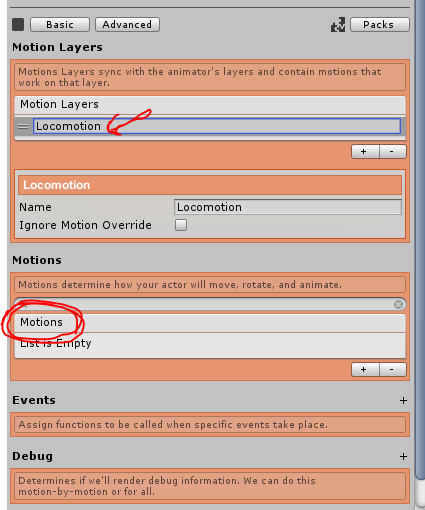 Basic Advanced Packs
Motion Layers
Motions Layers sync with the animator's layers and contain motions that
work on that layer.
Motion Layers
Locomotion
+ -
Locomotion
Name Locomotion
Ignore Motion Override
Motions
Motions determine how your actor will move, rotate, and animate.
Motions
List is Empty
+ -
Events +
Assign functions to be called when specific events take place.
Debug +
Determines if we'll render debug information. We can do this
motion-by-motion or for all.